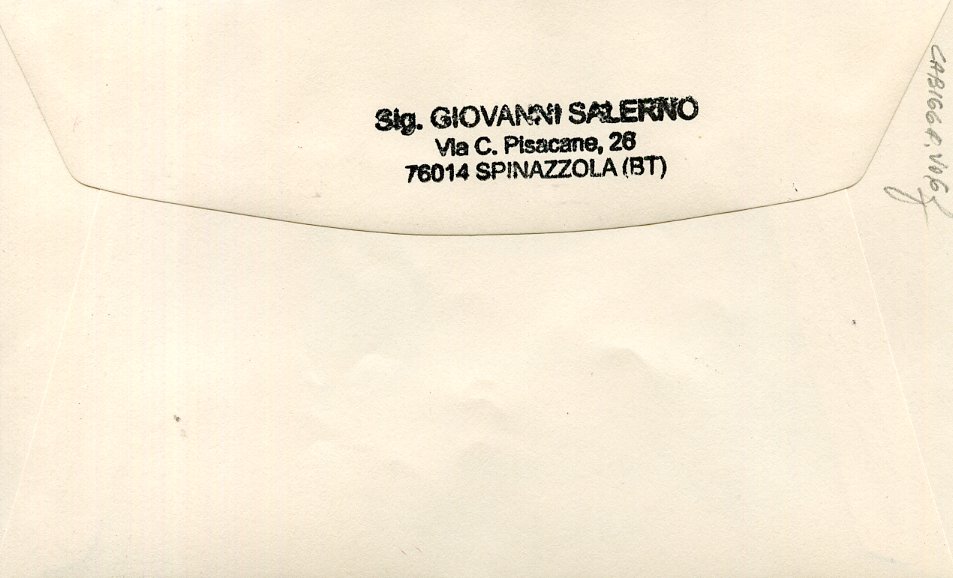 Sig. GIOVANNI SALERNO
Via C. Pisacane, 26
76014 SPINAZZOLA (BT)